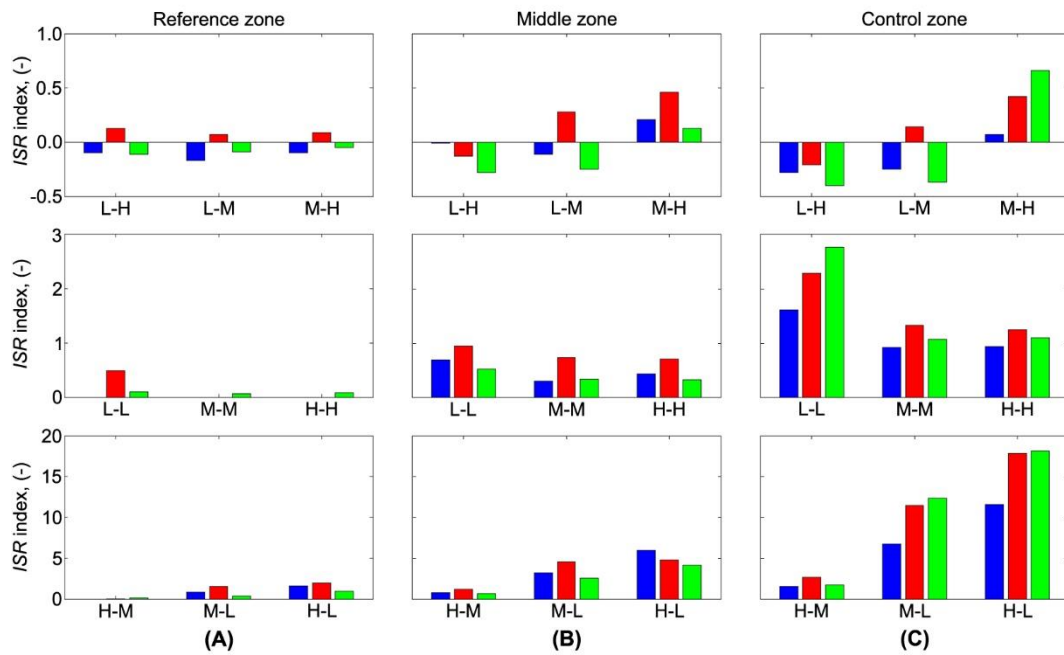 Reference zone Middle zone Control zone
ISR index, (-)
1.0
0.5
0.0
-0.5
L-H L-M M-H L-H L-M M-H L-H L-M M-H
ISR index, (-)
3
2
1
0
L-L M-M H-H L-L M-M H-H L-L M-M H-H
ISR index, (-)
20
15
10
5
0
H-M M-L H-L H-M M-L H-L H-M M-L H-L
(A) (B) (C)